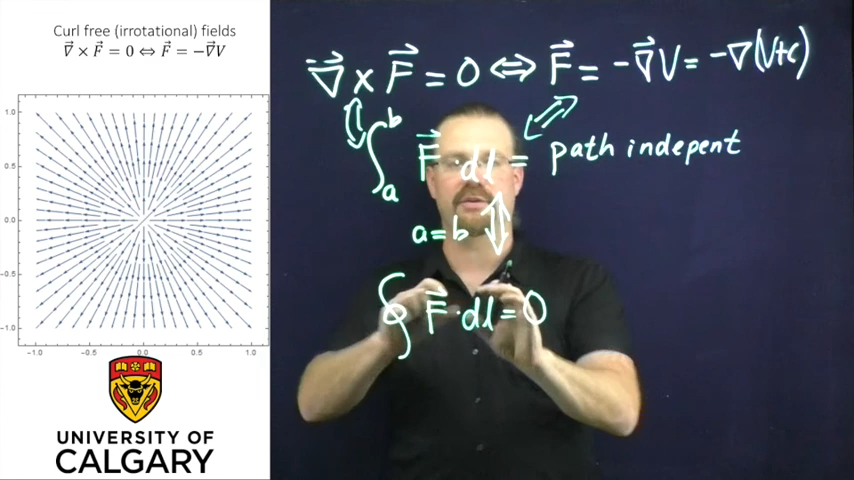 Curl free (irrotational) fields
∇⃗ × F⃗ = 0 ⇔ F⃗ = −∇⃗V
1.0
0.5
0.0
−0.5
−1.0
−1.0 −0.5 0.0 0.5 1.0
UNIVERSITY OF
CALGARY
∇⃗ x F⃗ = 0 ⇔ F⃗ = −∇⃗V = −∇(V+c)
∫ₐᵇ F⃗ dl = path indepent
a=b
∮ F⃗·dl = 0